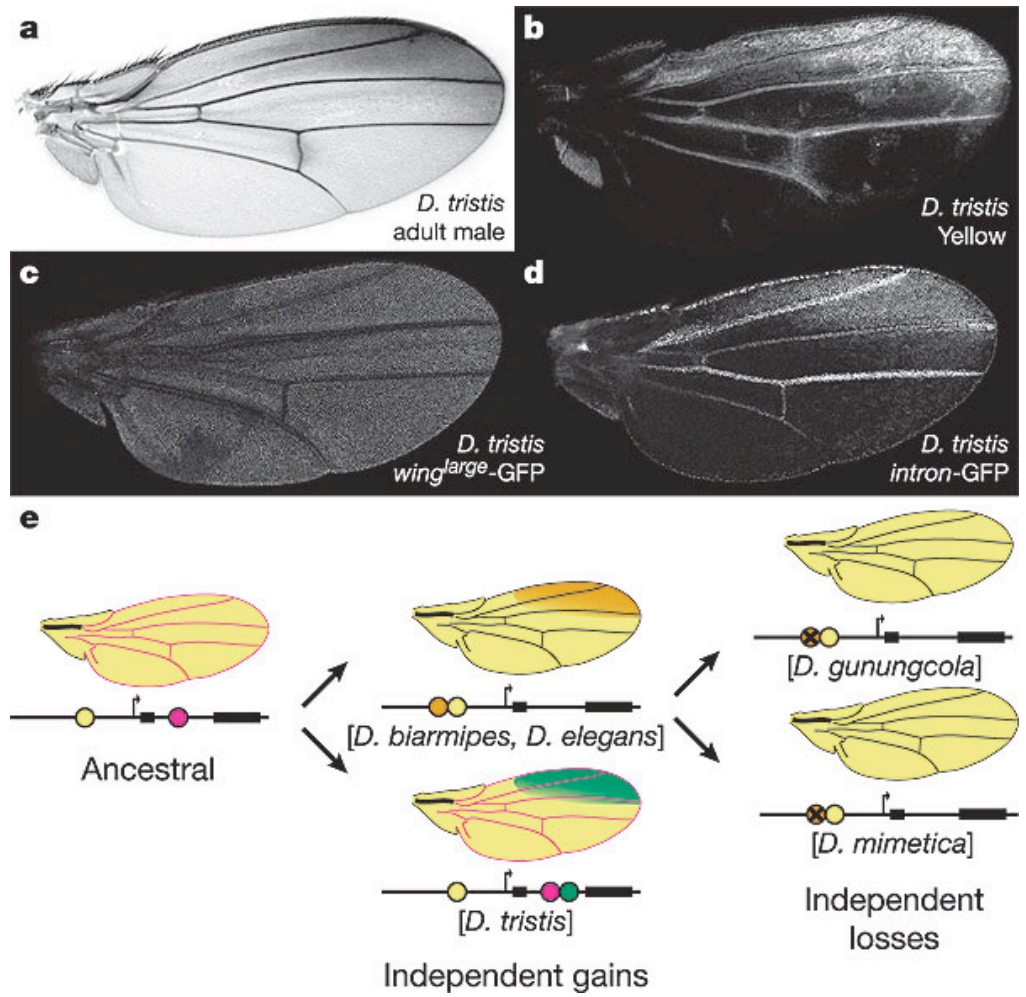 a
D. tristis
adult male
b
D. tristis
Yellow
c
D. tristis
wing^large-GFP
d
D. tristis
intron-GFP
e
Ancestral
[D. biarmipes, D. elegans]
[D. tristis]
Independent gains
[D. gunungcola]
[D. mimetica]
Independent
losses